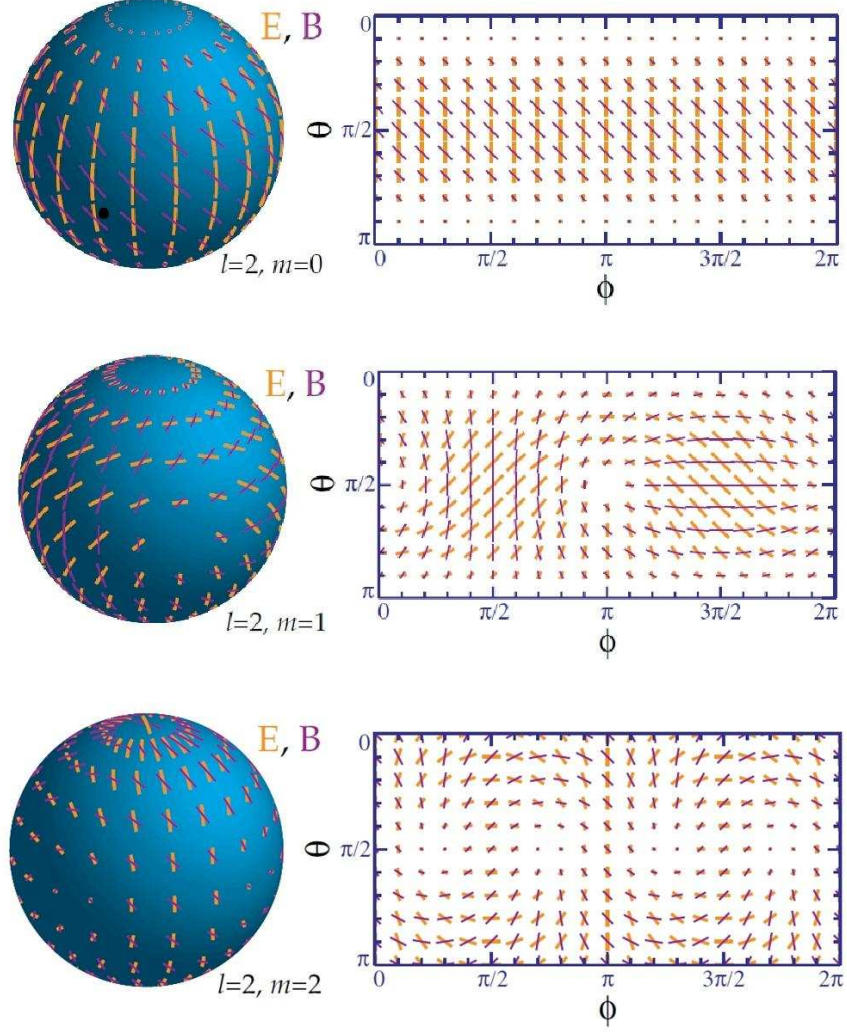 E, B
0
θ π/2
π
0 π/2 π 3π/2 2π
ϕ
l=2, m=0
E, B
0
θ π/2
π
0 π/2 π 3π/2 2π
ϕ
l=2, m=1
E, B
0
θ π/2
π
0 π/2 π 3π/2 2π
ϕ
l=2, m=2